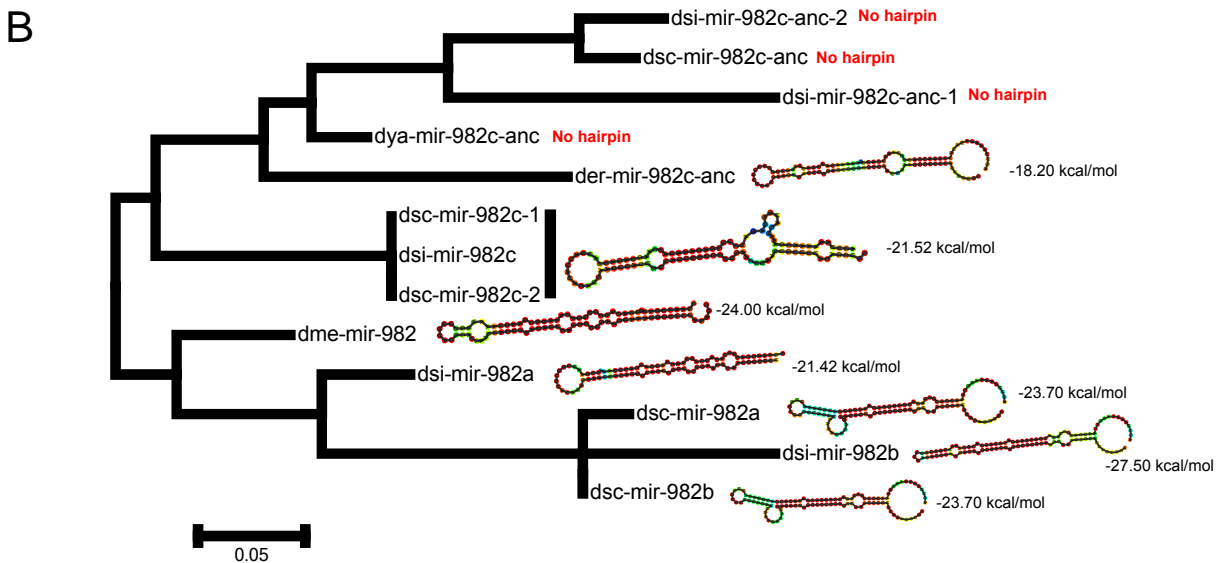 B
dsi-mir-982c-anc-2 No hairpin
dsc-mir-982c-anc No hairpin
dsi-mir-982c-anc-1 No hairpin
dya-mir-982c-anc No hairpin
der-mir-982c-anc -18.20 kcal/mol
dsc-mir-982c-1
dsi-mir-982c -21.52 kcal/mol
dsc-mir-982c-2
dme-mir-982 -24.00 kcal/mol
dsi-mir-982a -21.42 kcal/mol
dsc-mir-982a -23.70 kcal/mol
dsi-mir-982b -27.50 kcal/mol
dsc-mir-982b -23.70 kcal/mol
0.05